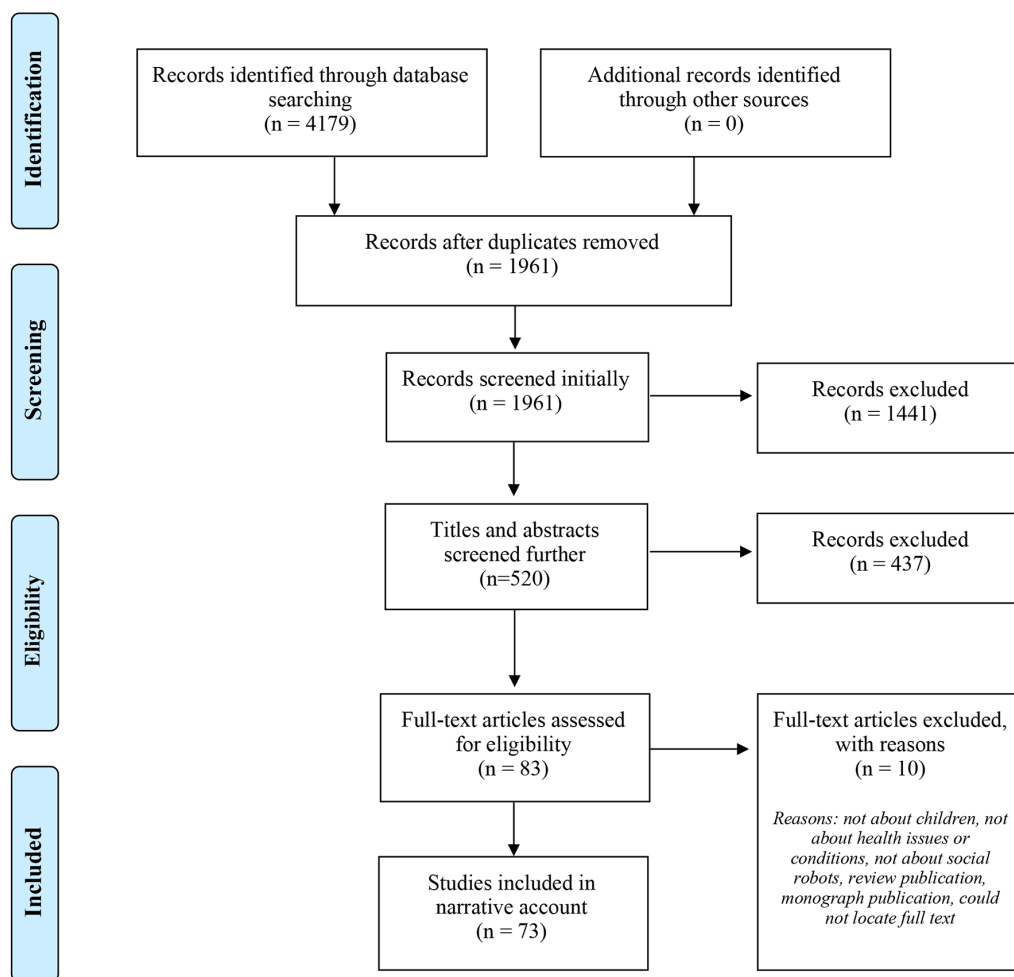 Identification
Records identified through database
searching
(n = 4179)
Additional records identified
through other sources
(n = 0)
Records after duplicates removed
(n = 1961)
Screening
Records screened initially
(n = 1961)
Records excluded
(n = 1441)
Eligibility
Titles and abstracts
screened further
(n=520)
Records excluded
(n = 437)
Full-text articles assessed
for eligibility
(n = 83)
Full-text articles excluded,
with reasons
(n = 10)
Reasons: not about children, not
about health issues or
conditions, not about social
robots, review publication,
monograph publication, could
not locate full text
Included
Studies included in
narrative account
(n = 73)